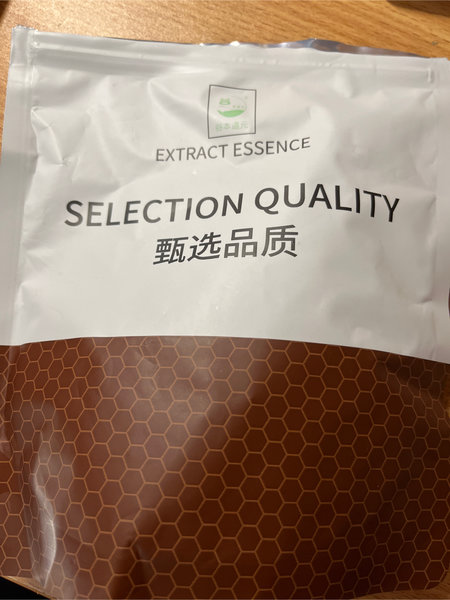 EXTRACT ESSENCE
SELECTION QUALITY
甄选品质